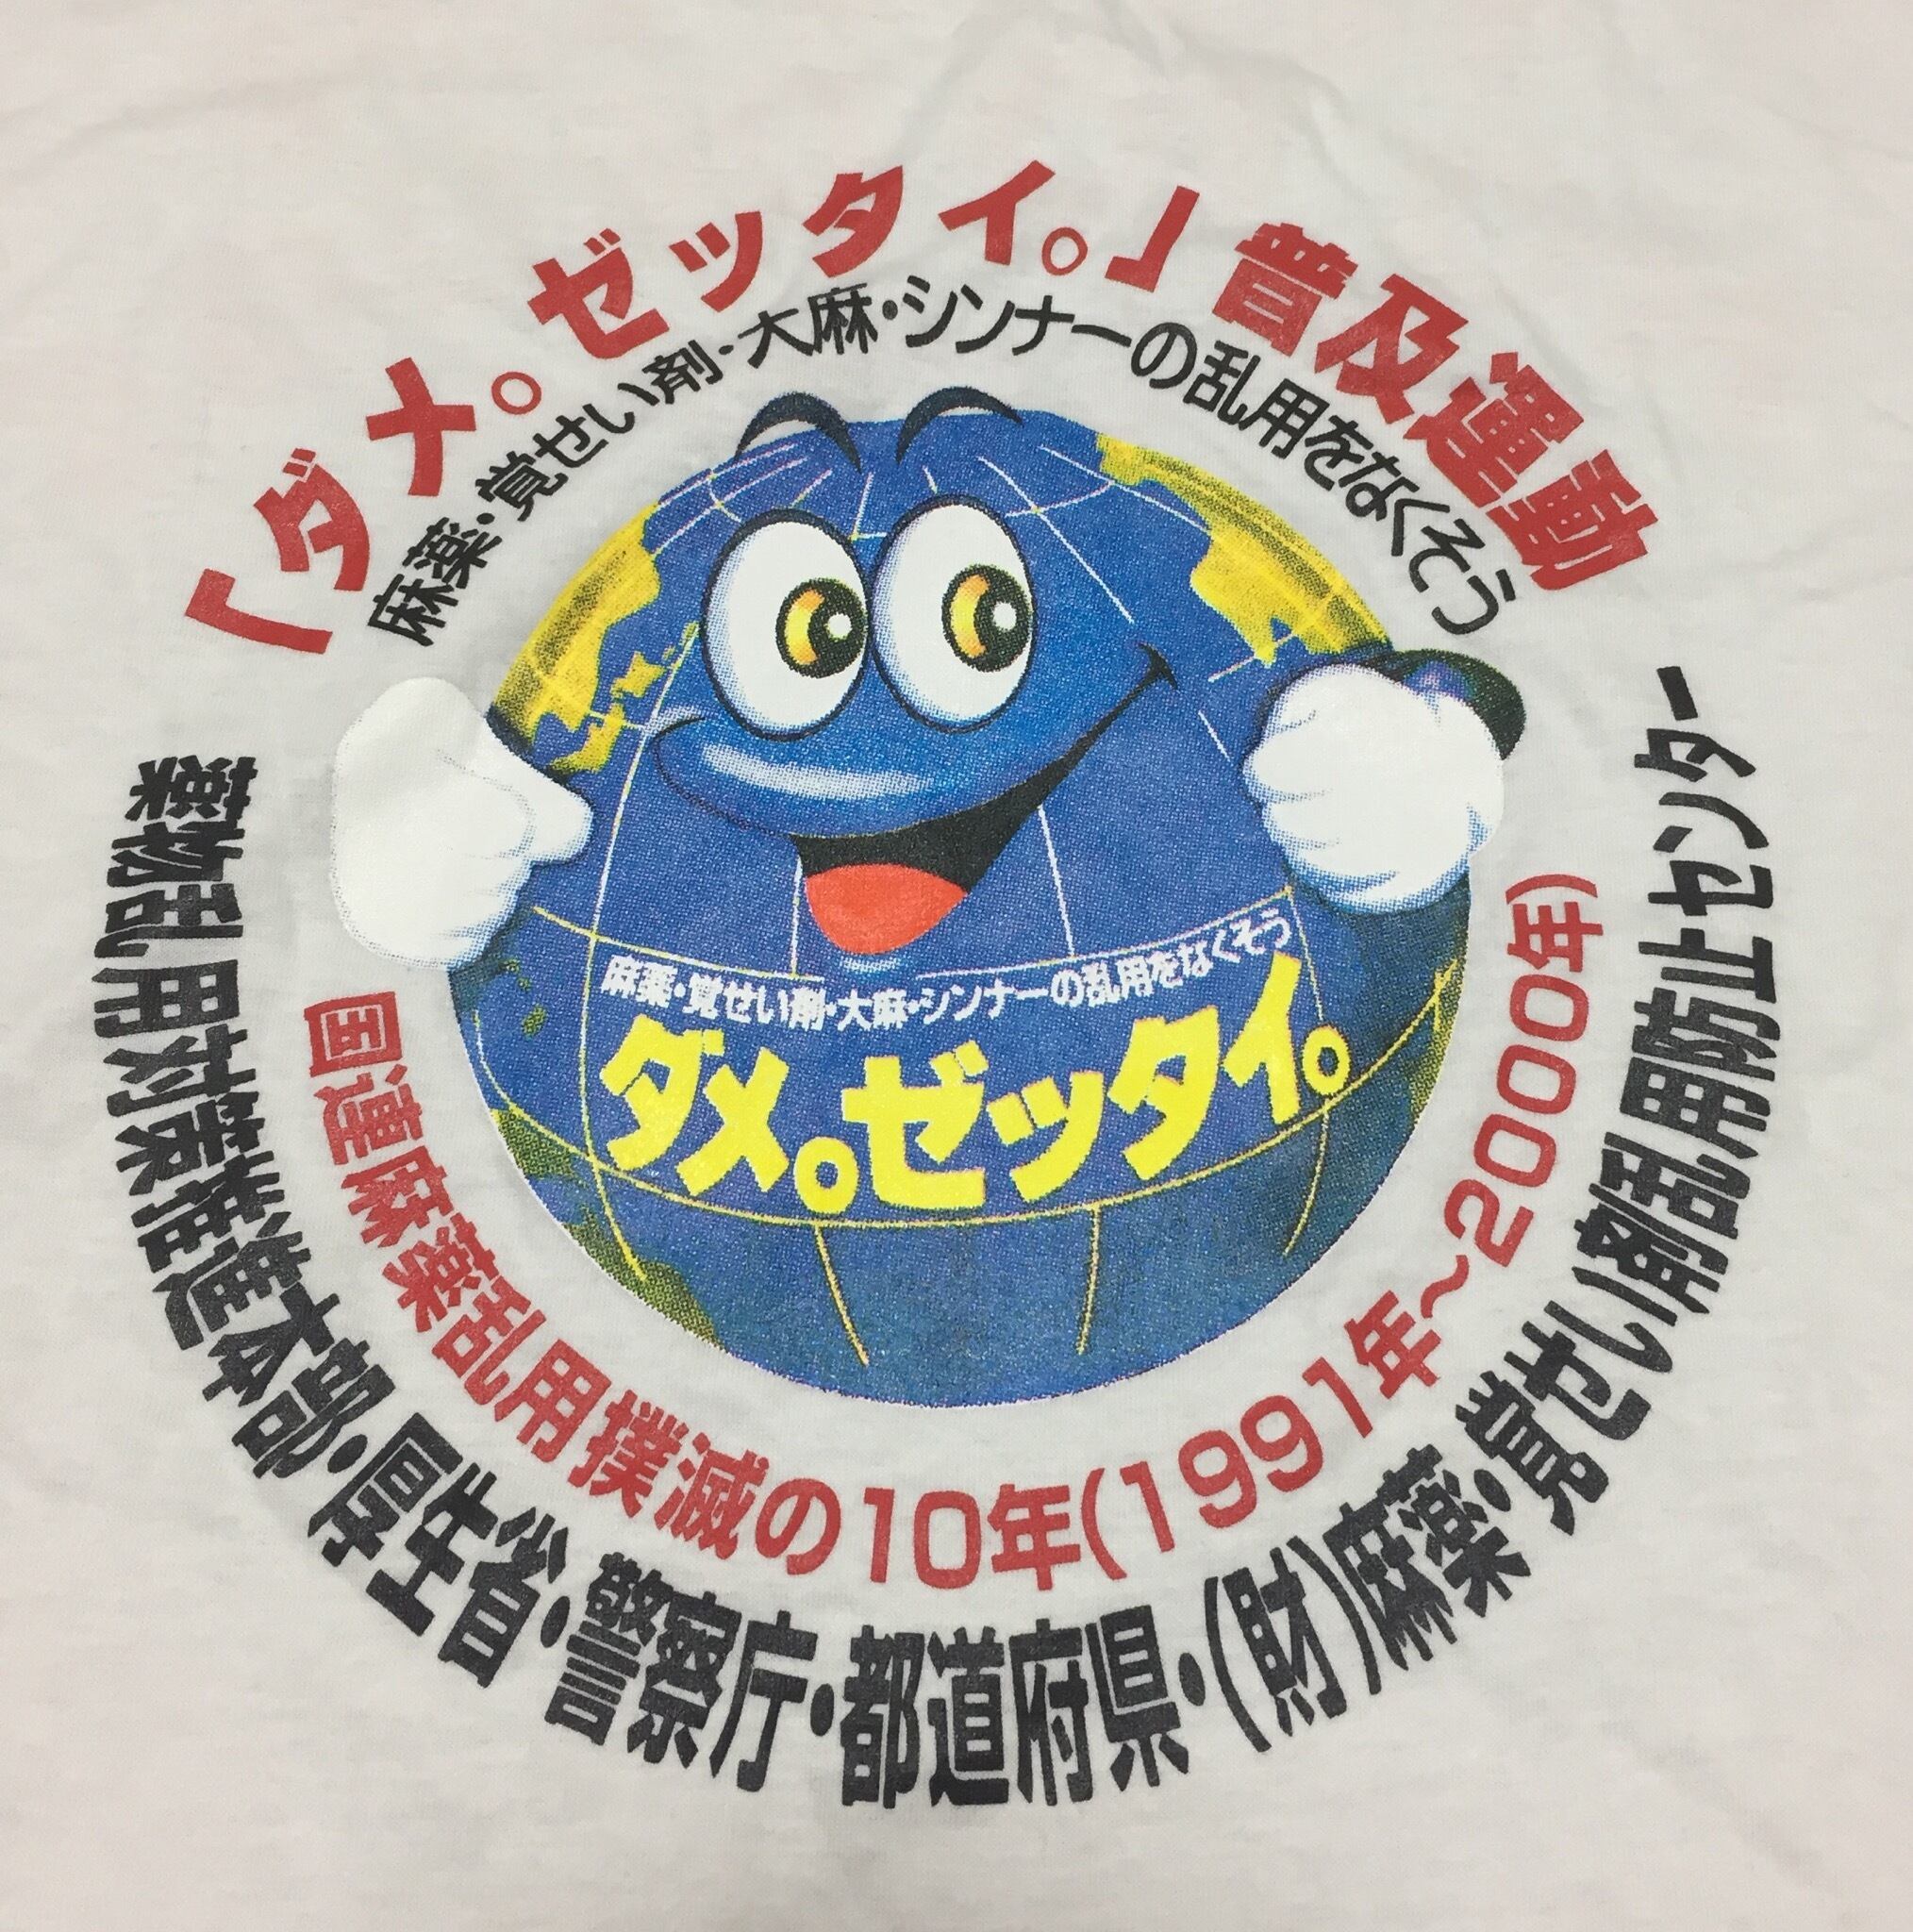 「ダメ。ゼッタイ。」普及運動
麻薬・覚せい剤・大麻・シンナーの乱用をなくそう
麻薬・覚せい剤・大麻・シンナーの乱用をなくそう
ダメ。ゼッタイ。
国連麻薬乱用撲滅の10年(1991年~2000年)
薬物乱用対策推進本部・厚生省・警察庁・都道府県・(財)麻薬・覚せい剤乱用防止センター